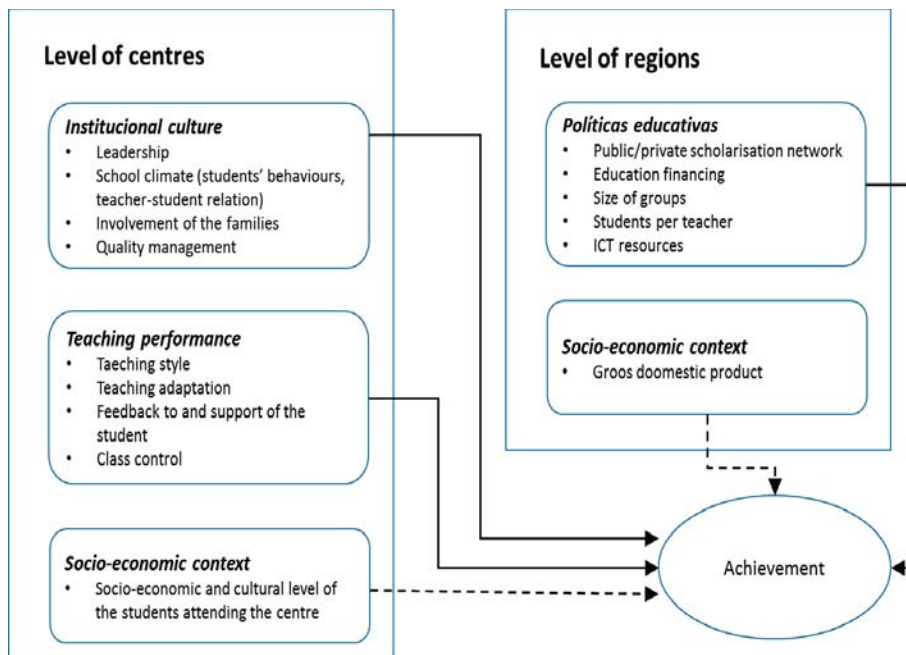 Level of centres
Institucional culture
• Leadership
• School climate (students' behaviours,
teacher-student relation)
• Involvement of the families
• Quality management
Teaching performance
• Taeching style
• Teaching adaptation
• Feedback to and support of the
student
• Class control
Socio-economic context
• Socio-economic and cultural level of
the students attending the centre
Level of regions
Políticas educativas
• Public/private scholarisation network
• Education financing
• Size of groups
• Students per teacher
• ICT resources
Socio-economic context
• Groos doomestic product
Achievement